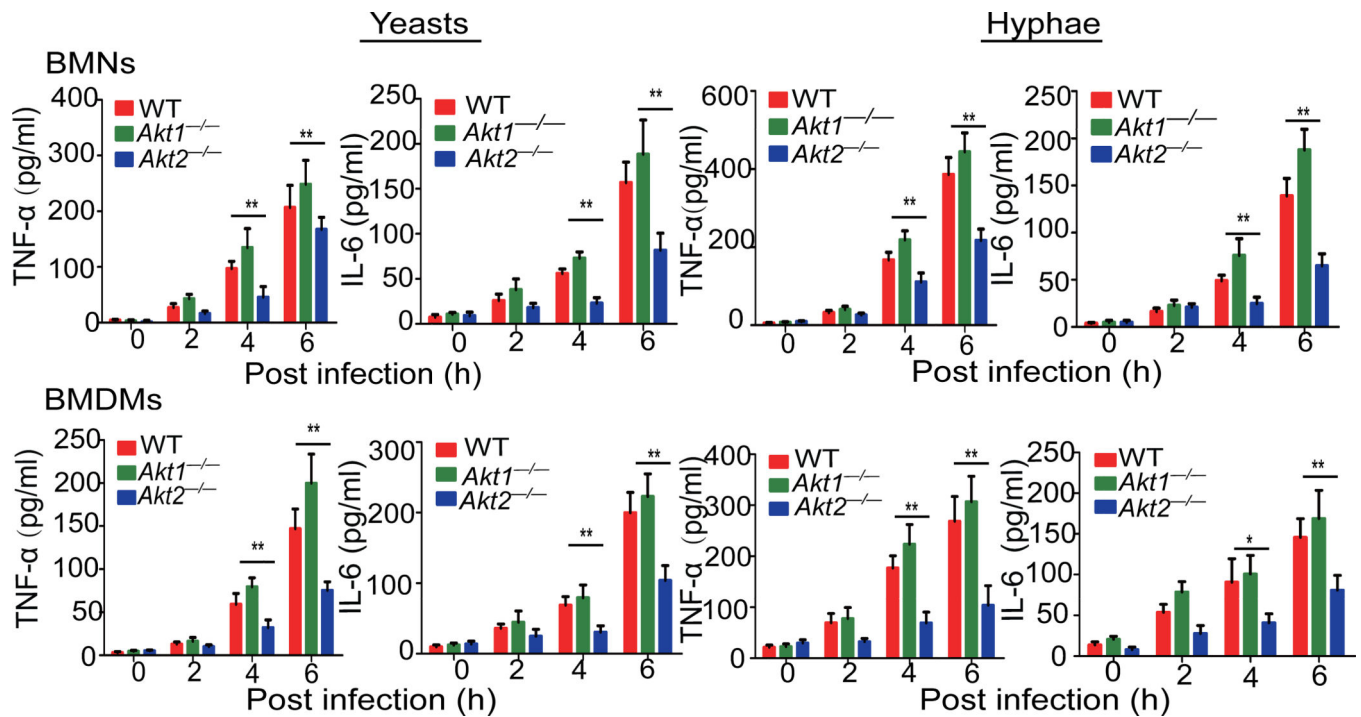 Yeasts
Hyphae
BMNs
TNF-α (pg/ml)
400
300
200
100
0
WT
Akt1–/–
Akt2–/–
**
**
0 2 4 6
IL-6 (pg/ml)
250
200
150
100
50
0
WT
Akt1–/–
Akt2–/–
**
**
0 2 4 6
Post infection (h)
TNF-α(pg/ml)
600
400
200
0
WT
Akt1–/–
Akt2–/–
**
**
0 2 4 6
IL-6 (pg/ml)
250
200
150
100
50
0
WT
Akt1–/–
Akt2–/–
**
**
0 2 4 6
Post infection (h)
BMDMs
TNF-α (pg/ml)
250
200
150
100
50
0
WT
Akt1–/–
Akt2–/–
**
**
0 2 4 6
IL-6 (pg/ml)
300
200
100
0
WT
Akt1–/–
Akt2–/–
**
**
0 2 4 6
Post infection (h)
TNF-α (pg/ml)
400
300
200
100
0
WT
Akt1–/–
Akt2–/–
**
**
0 2 4 6
IL-6 (pg/ml)
250
200
150
100
50
0
WT
Akt1–/–
Akt2–/–
*
**
0 2 4 6
Post infection (h)